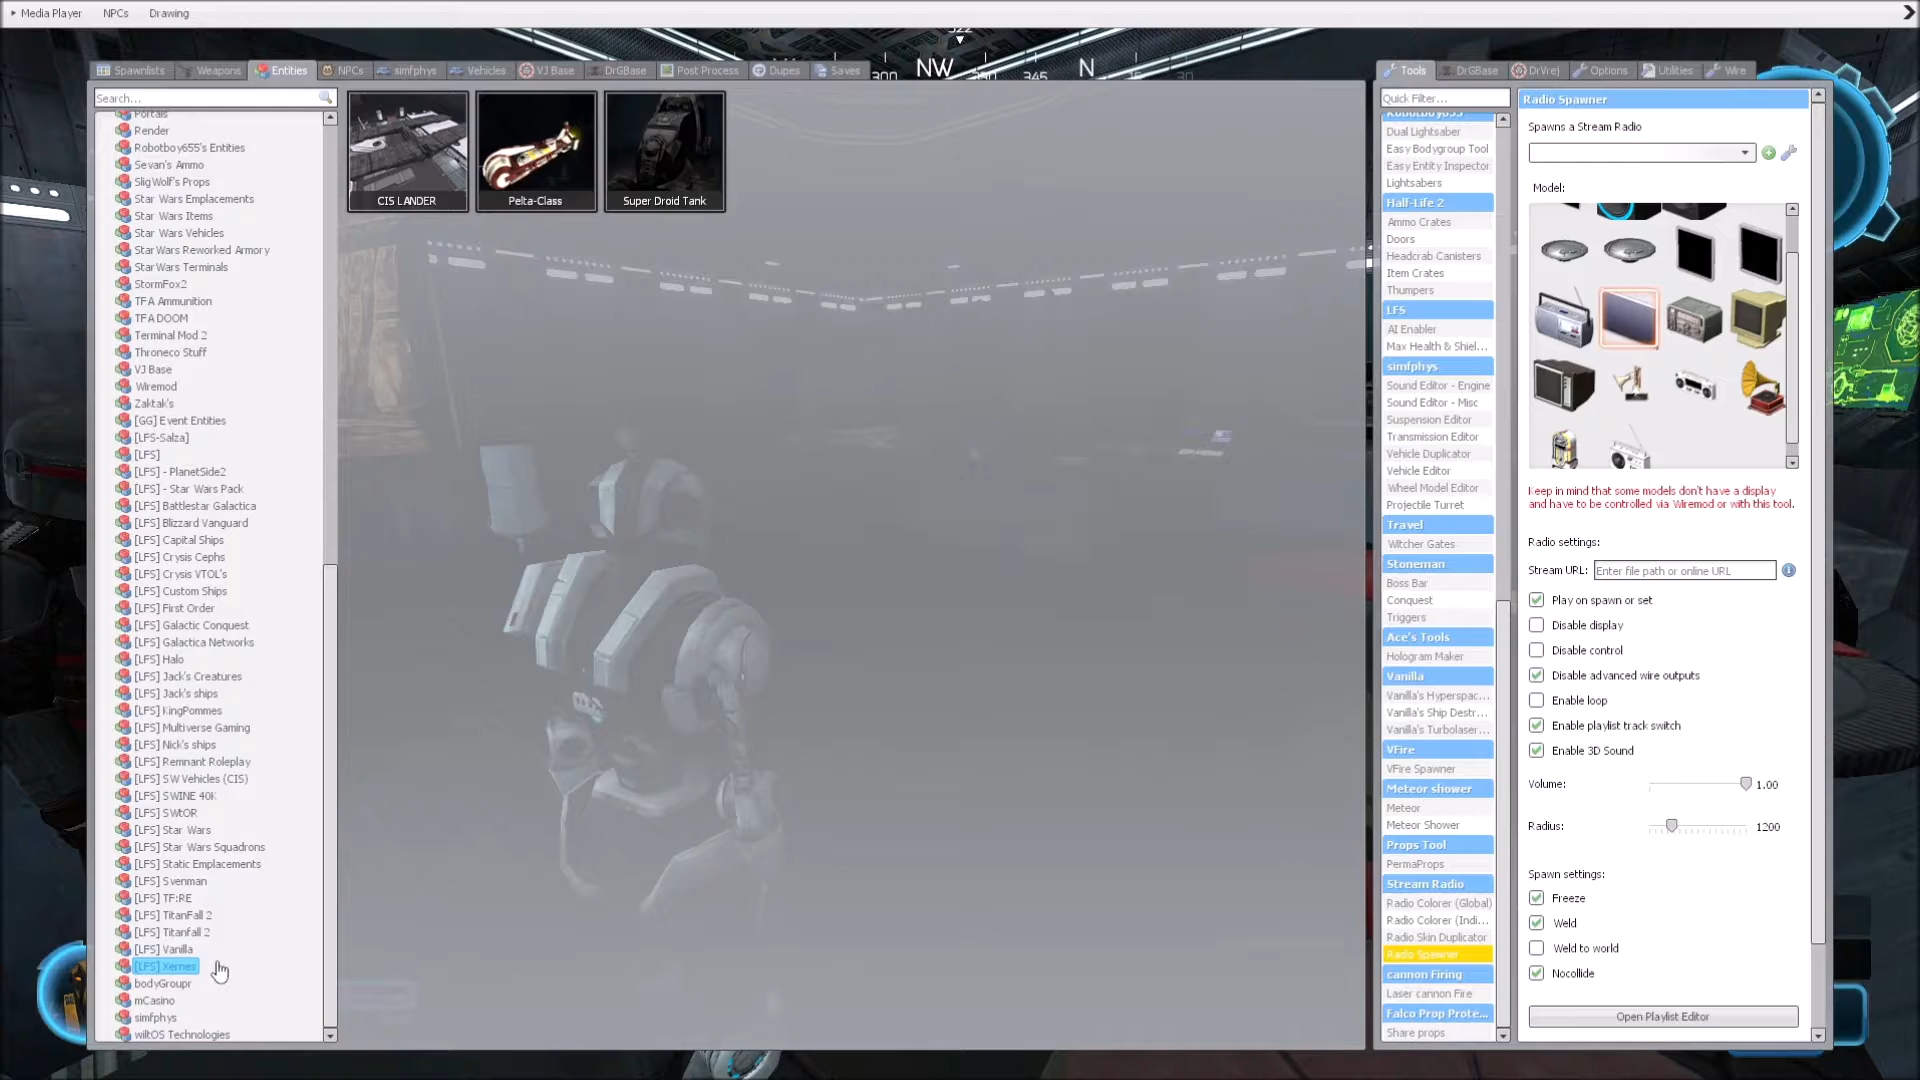 Media Player NPCs Drawing
322
300 NW 345 N 15 30
Spawnlists Weapons Entities NPCs simfphys Vehicles VJ Base DrGBase Post Process Dupes Saves
Tools DrGBase DrVrej Options Utilities Wire
Search...
Portals
Render
Robotboy655's Entities
Sevan's Ammo
SligWolf's Props
Star Wars Emplacements
Star Wars Items
Star Wars Vehicles
StarWars Reworked Armory
StarWars Terminals
StormFox2
TFA Ammunition
TFA DOOM
Terminal Mod 2
Throneco Stuff
VJ Base
Wiremod
Zaktak's
[GG] Event Entities
[LFS-Salza]
[LFS]
[LFS] - PlanetSide2
[LFS] - Star Wars Pack
[LFS] Battlestar Galactica
[LFS] Blizzard Vanguard
[LFS] Capital Ships
[LFS] Crysis Cephs
[LFS] Crysis VTOL's
[LFS] Custom Ships
[LFS] First Order
[LFS] Galactic Conquest
[LFS] Galactica Networks
[LFS] Halo
[LFS] Jack's Creatures
[LFS] Jack's ships
[LFS] KingPommes
[LFS] Multiverse Gaming
[LFS] Nick's ships
[LFS] Remnant Roleplay
[LFS] SW Vehicles (CIS)
[LFS] SWINE 40K
[LFS] SWtOR
[LFS] Star Wars
[LFS] Star Wars Squadrons
[LFS] Static Emplacements
[LFS] Svenman
[LFS] TF:RE
[LFS] TitanFall 2
[LFS] Titanfall 2
[LFS] Vanilla
[LFS] Xernes
bodyGroupr
mCasino
simfphys
wiltOS Technologies
CIS LANDER
Pelta-Class
Super Droid Tank
Quick Filter...
Robotboy655
Dual Lightsaber
Easy Bodygroup Tool
Easy Entity Inspector
Lightsabers
Half-Life 2
Ammo Crates
Doors
Headcrab Canisters
Item Crates
Thumpers
LFS
AI Enabler
Max Health & Shiel...
simfphys
Sound Editor - Engine
Sound Editor - Misc
Suspension Editor
Transmission Editor
Vehicle Duplicator
Vehicle Editor
Wheel Model Editor
Projectile Turret
Travel
Witcher Gates
Stoneman
Boss Bar
Conquest
Triggers
Ace's Tools
Hologram Maker
Vanilla
Vanilla's Hyperspac...
Vanilla's Ship Destr...
Vanilla's Turbolaser...
VFire
VFire Spawner
Meteor shower
Meteor
Meteor Shower
Props Tool
PermaProps
Stream Radio
Radio Colorer (Global)
Radio Colorer (Indi...
Radio Skin Duplicator
Radio Spawner
cannon Firing
Laser cannon Fire
Falco Prop Prote...
Share props
Radio Spawner
Spawns a Stream Radio
Model:
Keep in mind that some models don't have a display
and have to be controlled via Wiremod or with this tool.
Radio settings:
Stream URL: Enter file path or online URL
Play on spawn or set
Disable display
Disable control
Disable advanced wire outputs
Enable loop
Enable playlist track switch
Enable 3D Sound
Volume: 1.00
Radius: 1200
Spawn settings:
Freeze
Weld
Weld to world
Nocollide
Open Playlist Editor